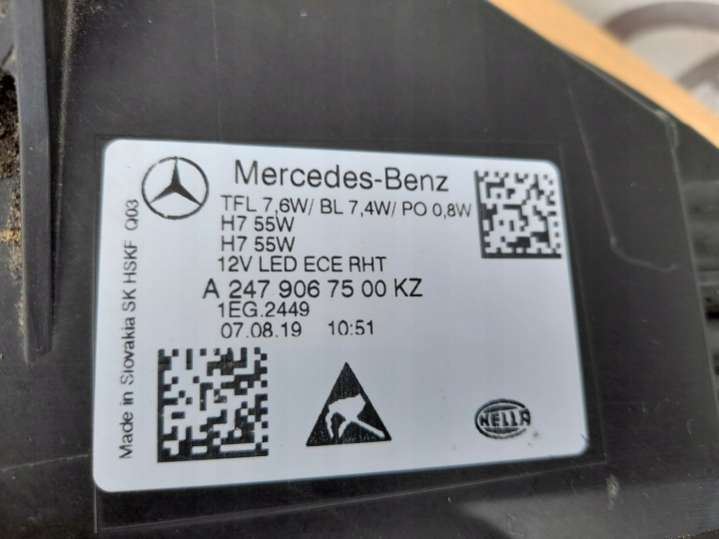 Mercedes-Benz
TFL 7,6W/ BL 7,4W/ PO 0,8W
H7 55W
H7 55W
12V LED ECE RHT
A 247 906 75 00 KZ
1EG.2449
07.08.19 10:51
Made in Slovakia SK HSKF Q03
HELLA